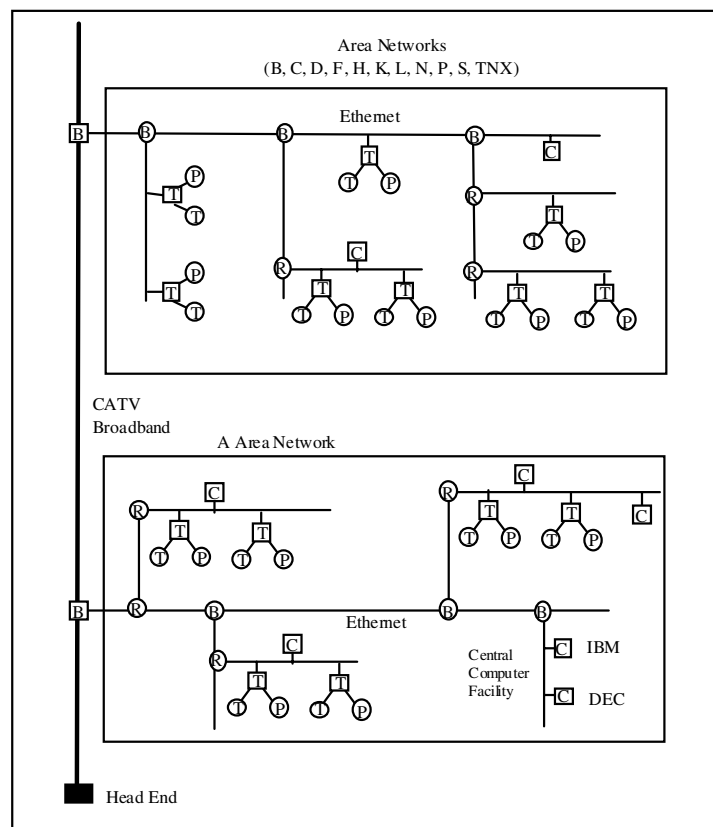 Area Networks
(B, C, D, F, H, K, L, N, P, S, TNX)
Ethernet
B B B B
T C
T P
P
T
T
R
T
T P
C
R R
P
T
T
T T T T
T P T P T P T P
CATV
Broadband
A Area Network
C
R
C
R
T T
T T C
T P T P
T P T P
B R B B B
Ethernet
C
R
C IBM
Central
Computer
Facility
T T
C DEC
T P T P
Head End